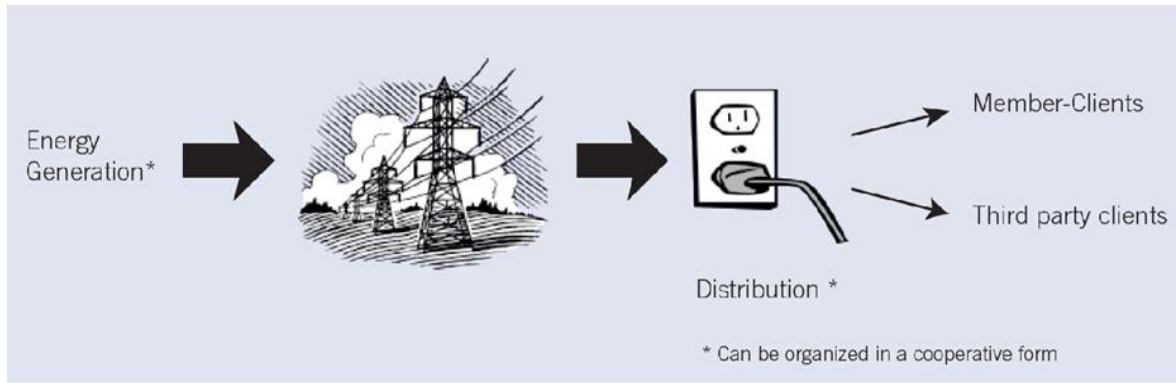 Energy
Generation*
Member-Clients
Third party clients
Distribution *
* Can be organized in a cooperative form